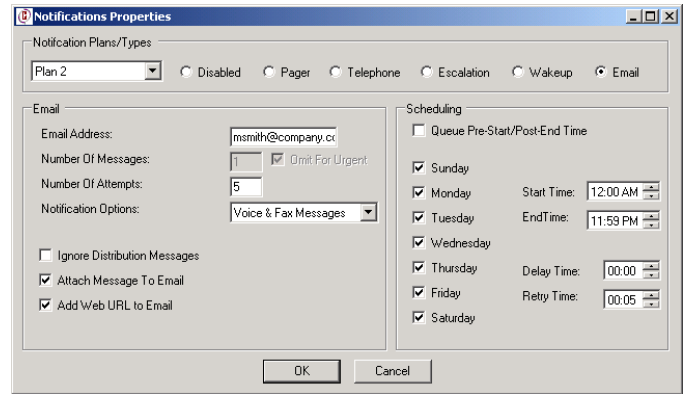 Notifications Properties
Notifcation Plans/Types
Plan 2
Disabled
Pager
Telephone
Escalation
Wakeup
Email
Email
Email Address:
msmith@company.cc
Number Of Messages:
1
Omit For Urgent
Number Of Attempts:
5
Notification Options:
Voice & Fax Messages
Ignore Distribution Messages
Attach Message To Email
Add Web URL to Email
Scheduling
Queue Pre-Start/Post-End Time
Sunday
Monday
Start Time:
12:00 AM
Tuesday
EndTime:
11:59 PM
Wednesday
Thursday
Delay Time:
00:00
Friday
Retry Time:
00:05
Saturday
OK
Cancel